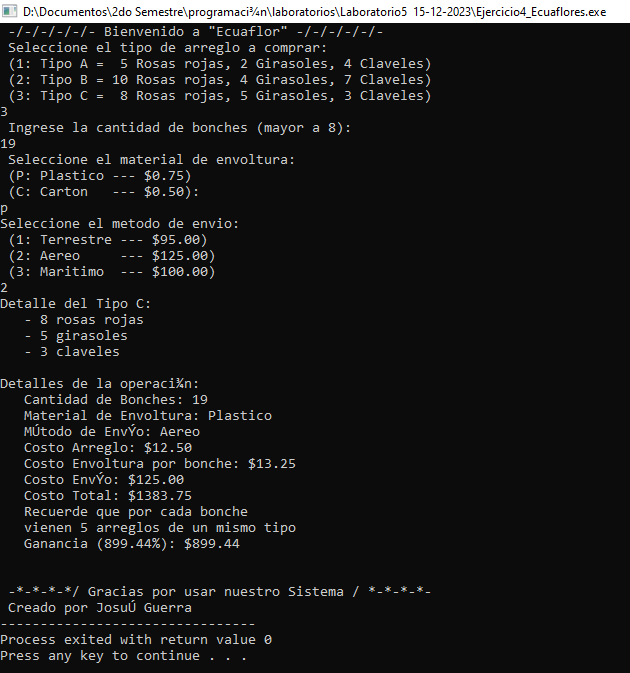 D:\Documentos\2do Semestre\programaci¾n\laboratorios\Laboratorio5 15-12-2023\Ejercicio4_Ecuaflores.exe
-/-/-/-/-/- Bienvenido a "Ecuaflor" -/-/-/-/-/-
Seleccione el tipo de arreglo a comprar:
(1: Tipo A =  5 Rosas rojas, 2 Girasoles, 4 Claveles)
(2: Tipo B = 10 Rosas rojas, 4 Girasoles, 7 Claveles)
(3: Tipo C =  8 Rosas rojas, 5 Girasoles, 3 Claveles)
3
Ingrese la cantidad de bonches (mayor a 8):
19
Seleccione el material de envoltura:
(P: Plastico --- $0.75)
(C: Carton   --- $0.50):
p
Seleccione el metodo de envio:
(1: Terrestre --- $95.00)
(2: Aereo     --- $125.00)
(3: Maritimo  --- $100.00)
2
Detalle del Tipo C:
- 8 rosas rojas
- 5 girasoles
- 3 claveles
Detalles de la operaci¾n:
Cantidad de Bonches: 19
Material de Envoltura: Plastico
MÚtodo de EnvÝo: Aereo
Costo Arreglo: $12.50
Costo Envoltura por bonche: $13.25
Costo EnvÝo: $125.00
Costo Total: $1383.75
Recuerde que por cada bonche
vienen 5 arreglos de un mismo tipo
Ganancia (899.44%): $899.44
-*-*-*-*/ Gracias por usar nuestro Sistema / *-*-*-*-
Creado por JosuÚ Guerra
--------------------------------
Process exited with return value 0
Press any key to continue . . .